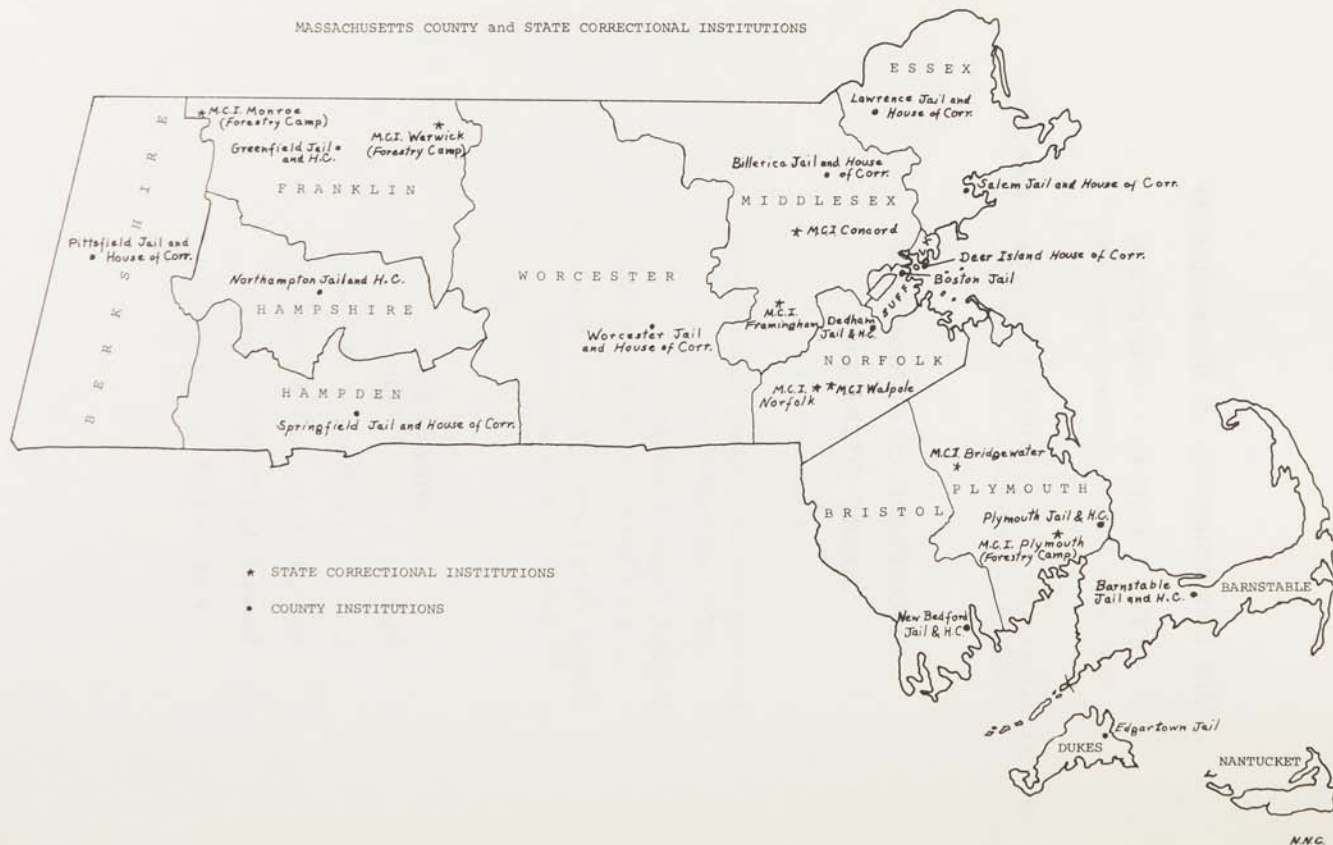 MASSACHUSETTS COUNTY and STATE CORRECTIONAL INSTITUTIONS
ESSEX
Lawrence Jail and
House of Corr.
M.C.I. Monroe
(Forestry Camp)
M.C.I. Warwick
(Forestry Camp)
Greenfield Jail
and H.C.
FRANKLIN
Billerica Jail and House
of Corr.
Salem Jail and House of Corr.
MIDDLESEX
M.C.I. Concord
BERKSHIRE
Pittsfield Jail and
House of Corr.
Deer Island House of Corr.
Boston Jail
SUFFOLK
Northampton Jail and H.C.
HAMPSHIRE
WORCESTER
Worcester Jail
and House of Corr.
M.C.I.
Framingham
Dedham
Jail & H.C.
NORFOLK
M.C.I.
Norfolk
MCI Walpole
HAMPDEN
Springfield Jail and House of Corr.
M.C.I. Bridgewater
PLYMOUTH
BRISTOL
Plymouth Jail & H.C.
M.C.I. Plymouth
(Forestry Camp)
* STATE CORRECTIONAL INSTITUTIONS
• COUNTY INSTITUTIONS
Barnstable
Jail and H.C.
BARNSTABLE
New Bedford
Jail & H.C.
Edgartown Jail
DUKES
NANTUCKET
N.N.C.